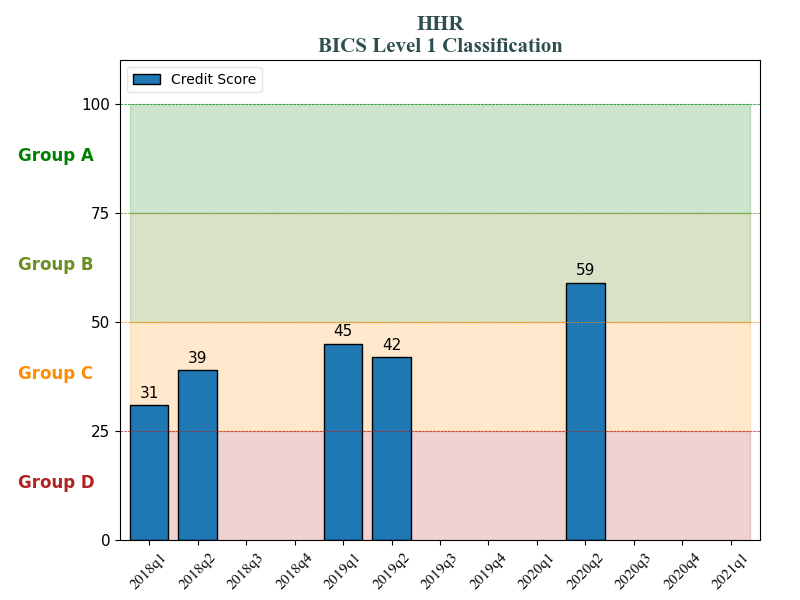 HHR
BICS Level 1 Classification
Credit Score
100
Group A
75
Group B
59
50
45
42
39
Group C
31
25
Group D
0
2018q1 2018q2 2018q3 2018q4 2019q1 2019q2 2019q3 2019q4 2020q1 2020q2 2020q3 2020q4 2021q1